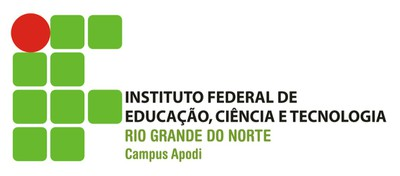 INSTITUTO FEDERAL DE
EDUCAÇÃO, CIÊNCIA E TECNOLOGIA
RIO GRANDE DO NORTE
Campus Apodi